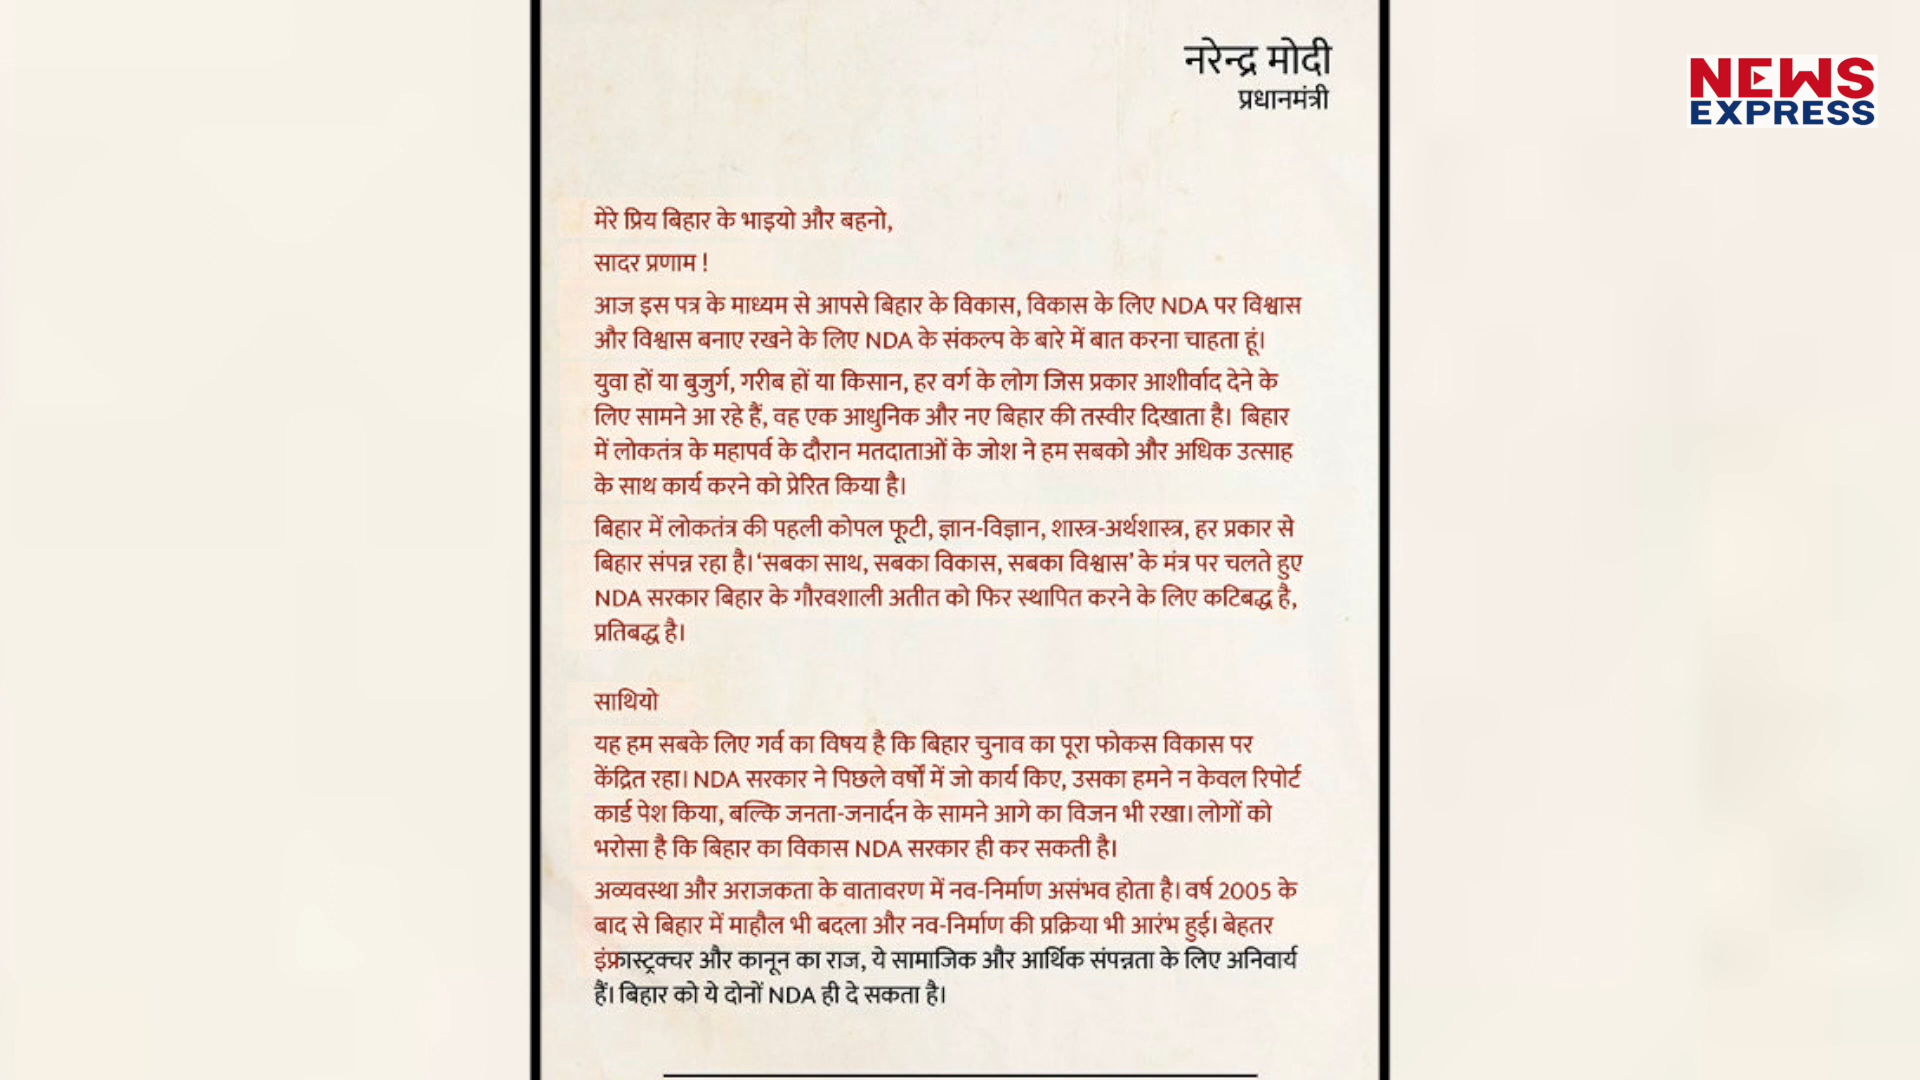 नरेन्द्र मोदी
प्रधानमंत्री
NEWS
EXPRESS
मेरे प्रिय बिहार के भाइयो और बहनो,
सादर प्रणाम !
आज इस पत्र के माध्यम से आपसे बिहार के विकास, विकास के लिए NDA पर विश्वास
और विश्वास बनाए रखने के लिए NDA के संकल्प के बारे में बात करना चाहता हूं।
युवा हों या बुजुर्ग, गरीब हों या किसान, हर वर्ग के लोग जिस प्रकार आशीर्वाद देने के
लिए सामने आ रहे हैं, वह एक आधुनिक और नए बिहार की तस्वीर दिखाता है। बिहार
में लोकतंत्र के महापर्व के दौरान मतदाताओं के जोश ने हम सबको और अधिक उत्साह
के साथ कार्य करने को प्रेरित किया है।
बिहार में लोकतंत्र की पहली कोपल फूटी, ज्ञान-विज्ञान, शास्त्र-अर्थशास्त्र, हर प्रकार से
बिहार संपन्न रहा है। ‘सबका साथ, सबका विकास, सबका विश्वास’ के मंत्र पर चलते हुए
NDA सरकार बिहार के गौरवशाली अतीत को फिर स्थापित करने के लिए कटिबद्ध है,
प्रतिबद्ध है।
साथियो
यह हम सबके लिए गर्व का विषय है कि बिहार चुनाव का पूरा फोकस विकास पर
केंद्रित रहा। NDA सरकार ने पिछले वर्षों में जो कार्य किए, उसका हमने न केवल रिपोर्ट
कार्ड पेश किया, बल्कि जनता-जनार्दन के सामने आगे का विजन भी रखा। लोगों को
भरोसा है कि बिहार का विकास NDA सरकार ही कर सकती है।
अव्यवस्था और अराजकता के वातावरण में नव-निर्माण असंभव होता है। वर्ष 2005 के
बाद से बिहार में माहौल भी बदला और नव-निर्माण की प्रक्रिया भी आरंभ हुई। बेहतर
इंफ्रास्ट्रक्चर और कानून का राज, ये सामाजिक और आर्थिक संपन्नता के लिए अनिवार्य
हैं। बिहार को ये दोनों NDA ही दे सकता है।